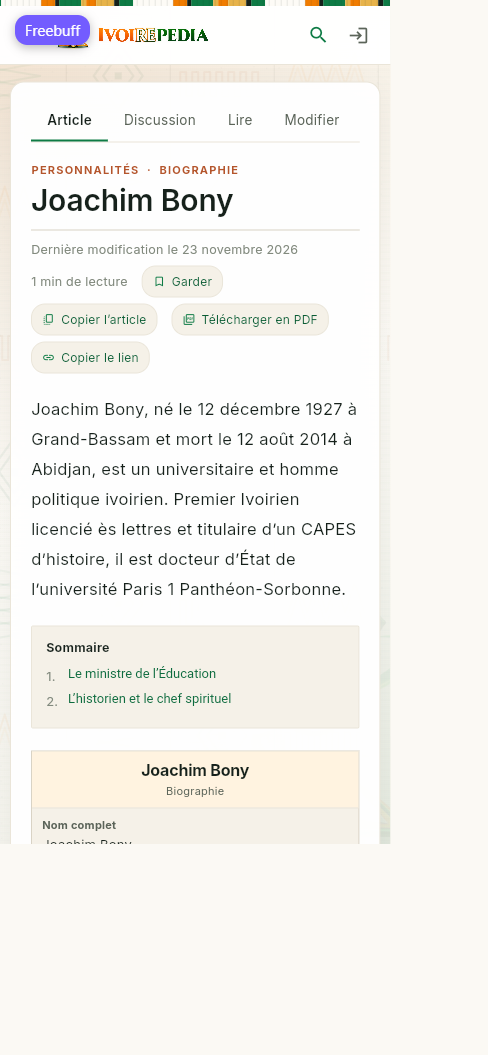 Freebuff
IVOIREPEDIA
Article Discussion Lire Modifier
PERSONNALITÉS · BIOGRAPHIE
Joachim Bony
Dernière modification le 23 novembre 2026
1 min de lecture Garder
Copier l’article Télécharger en PDF
Copier le lien
Joachim Bony, né le 12 décembre 1927 à
Grand-Bassam et mort le 12 août 2014 à
Abidjan, est un universitaire et homme
politique ivoirien. Premier Ivoirien
licencié ès lettres et titulaire d’un CAPES
d’histoire, il est docteur d’État de
l’université Paris 1 Panthéon-Sorbonne.
Sommaire
1. Le ministre de l’Éducation
2. L’historien et le chef spirituel
Joachim Bony
Biographie
Nom complet
Joachim Bony